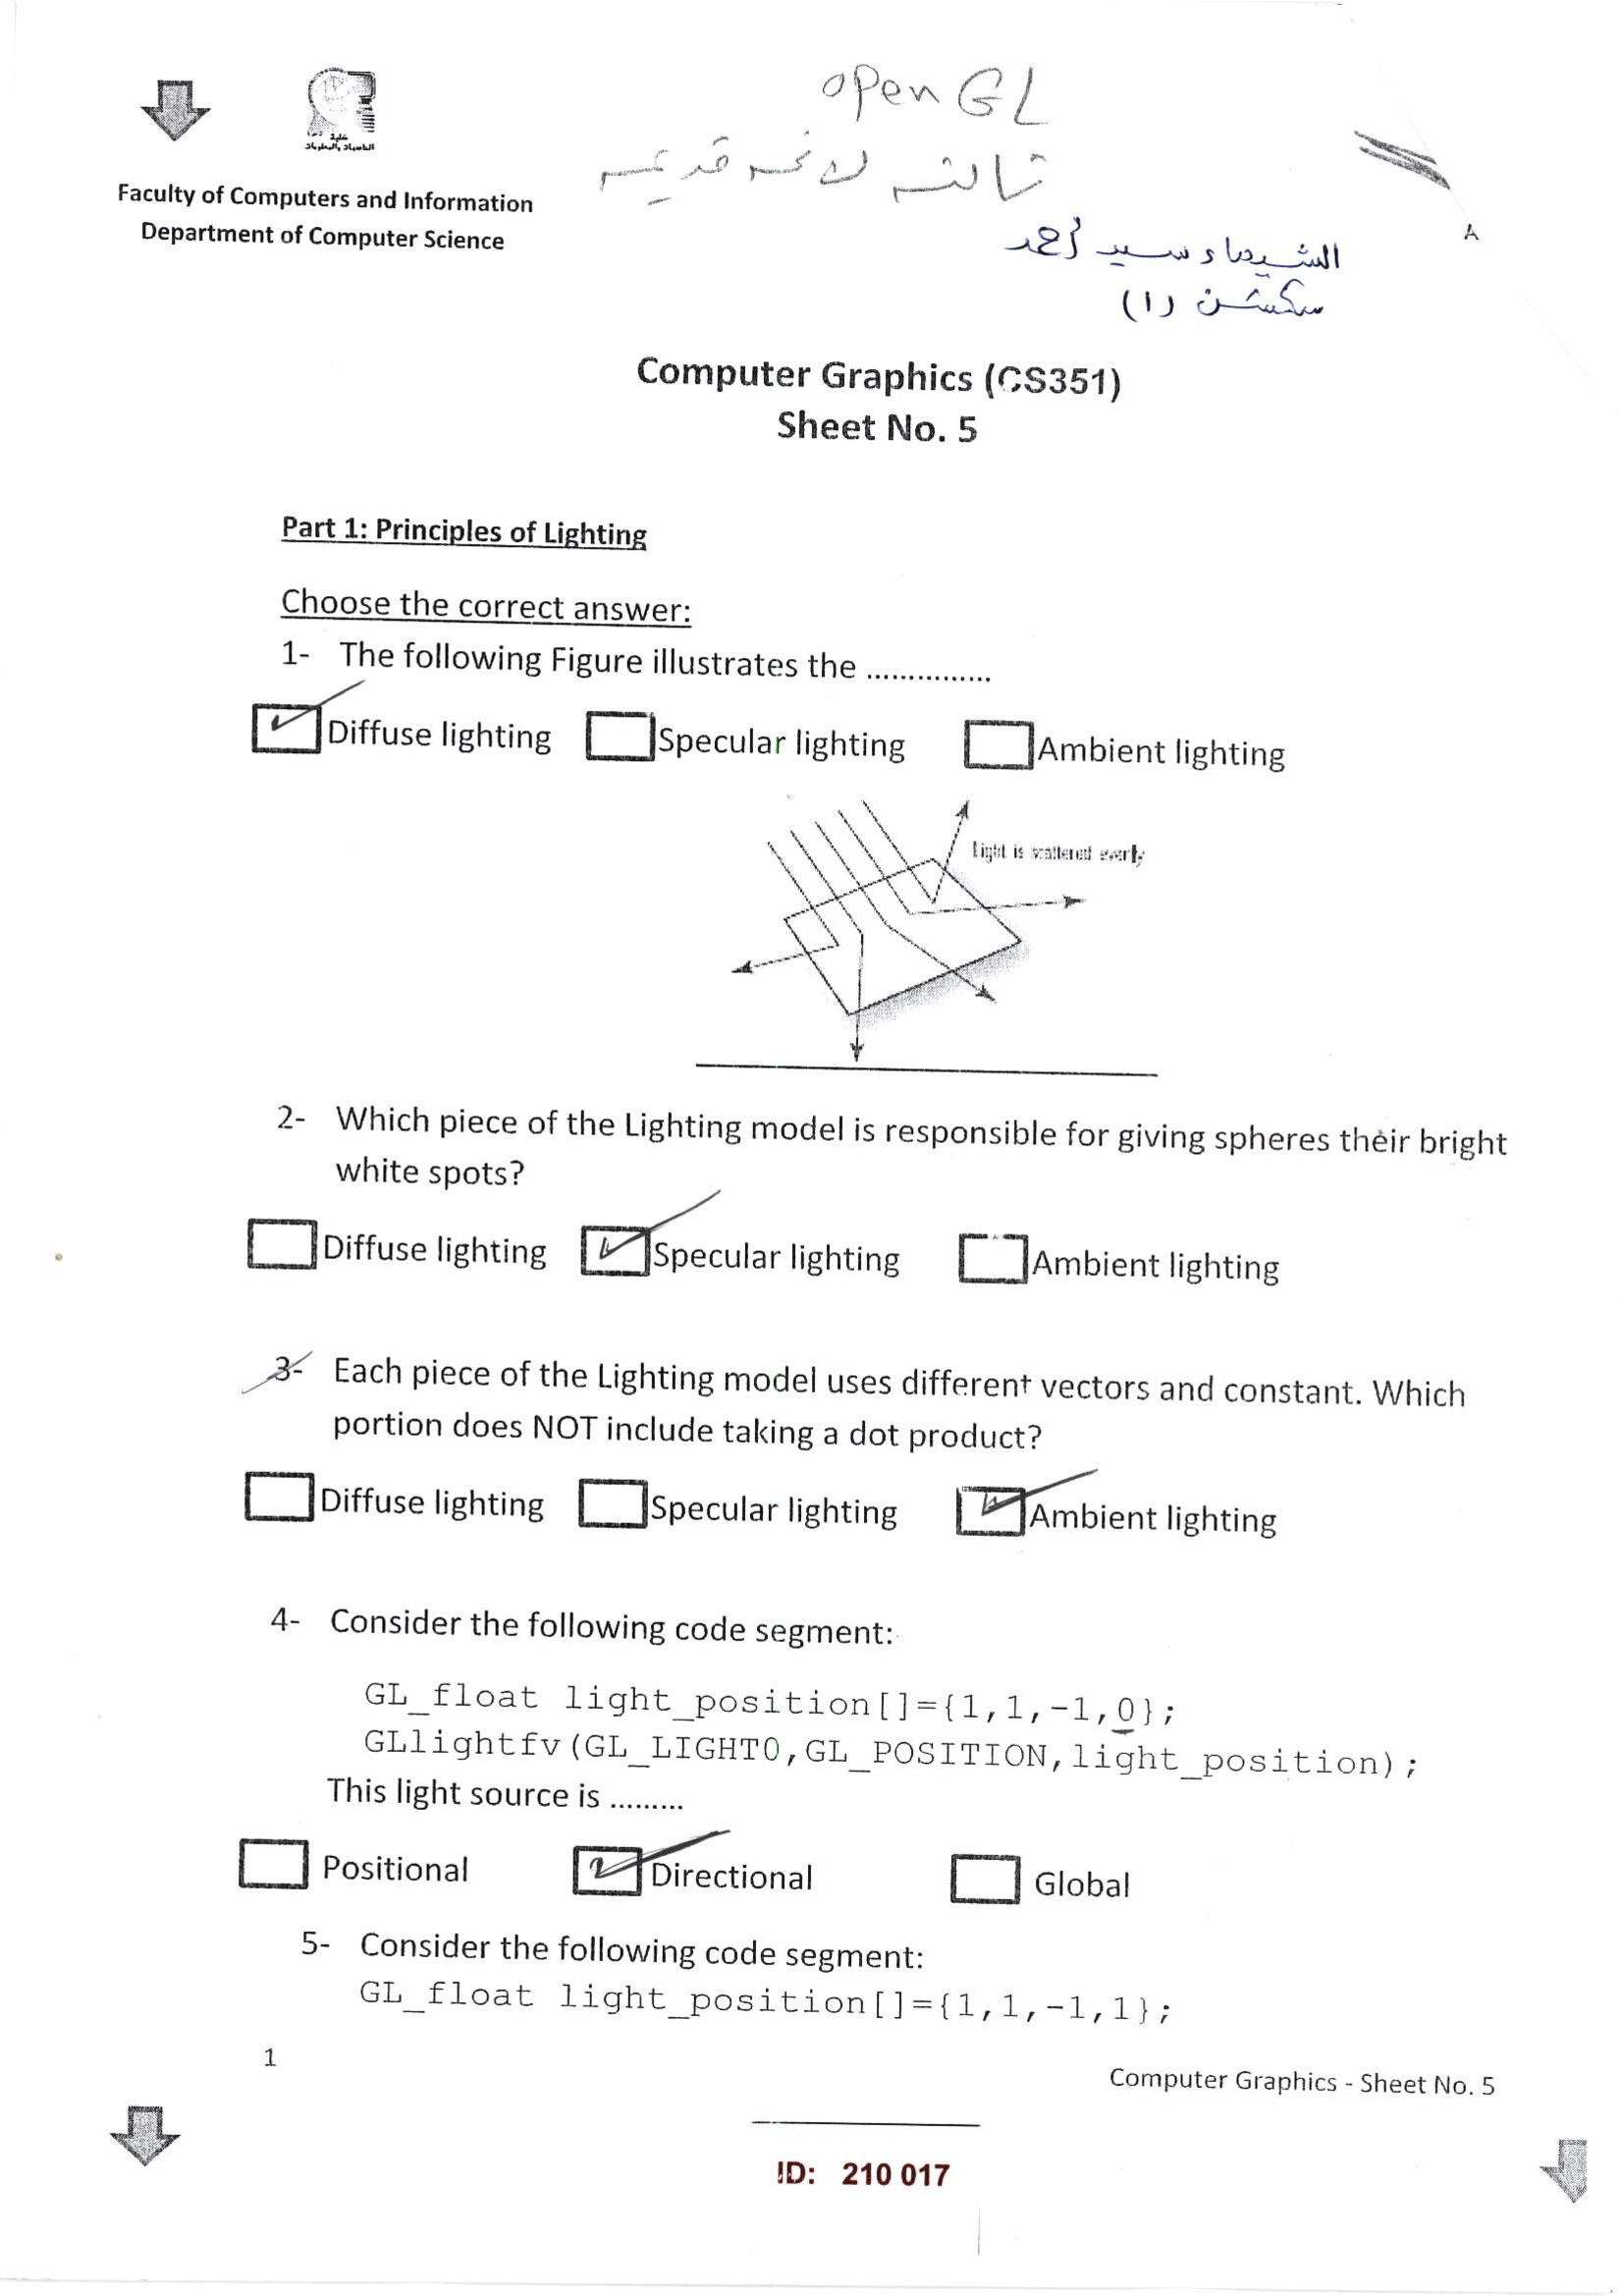 openGL
ثالثه لائحه قديمه
Faculty of Computers and Information
Department of Computer Science
A
الشيماء سيد أحمد
سكشن (١)
Computer Graphics (CS351)
Sheet No. 5
Part 1: Principles of Lighting
Choose the correct answer:
1- The following Figure illustrates the ...............
Diffuse lighting Specular lighting Ambient lighting
Light is scattered evenly
2- Which piece of the Lighting model is responsible for giving spheres their bright
white spots?
Diffuse lighting Specular lighting Ambient lighting
3- Each piece of the Lighting model uses different vectors and constant. Which
portion does NOT include taking a dot product?
Diffuse lighting Specular lighting Ambient lighting
4- Consider the following code segment:
GL_float light_position[]={1,1,-1,0};
GLlightfv(GL_LIGHT0,GL_POSITION,light_position);
This light source is .........
Positional Directional Global
5- Consider the following code segment:
GL_float light_position[]={1,1,-1,1};
1
Computer Graphics - Sheet No. 5
ID: 210 017